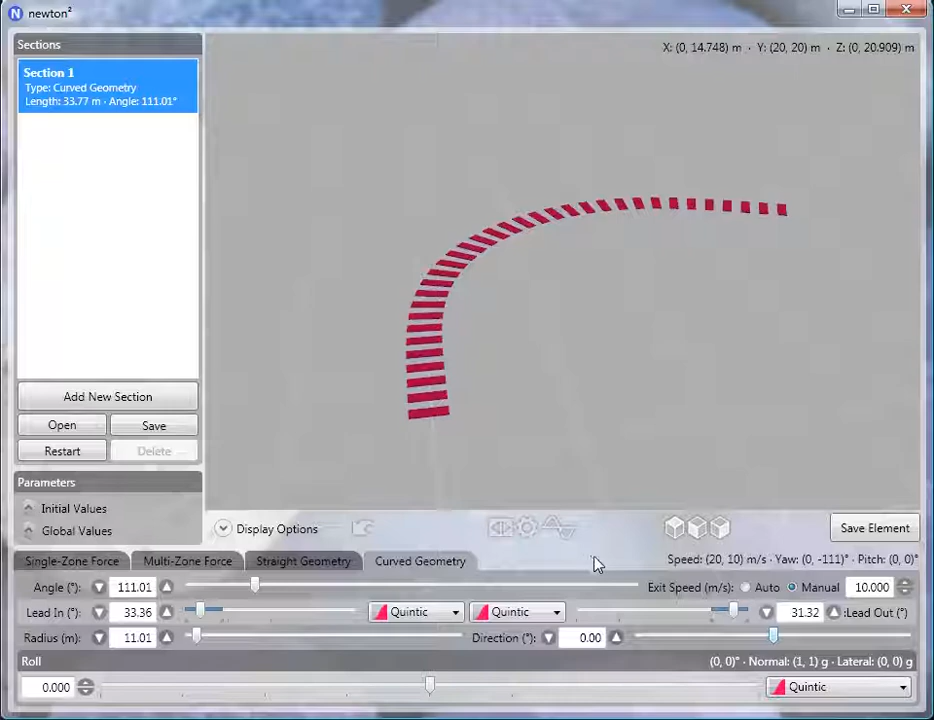 newton²
Sections
X: (0, 14.748) m · Y: (20, 20) m · Z: (0, 20.909) m
Section 1
Type: Curved Geometry
Length: 33.77 m · Angle: 111.01°
Add New Section
Open
Save
Restart
Delete
Parameters
Initial Values
Global Values
Display Options
Save Element
Single-Zone Force
Multi-Zone Force
Straight Geometry
Curved Geometry
Speed: (20, 10) m/s · Yaw: (0, -111)° · Pitch: (0, 0)°
Angle (°): 111.01
Exit Speed (m/s): Auto Manual 10.000
Lead In (°): 33.36 Quintic Quintic 31.32 :Lead Out (°)
Radius (m): 11.01 Direction (°): 0.00
Roll
(0, 0)° · Normal: (1, 1) g · Lateral: (0, 0) g
0.000
Quintic